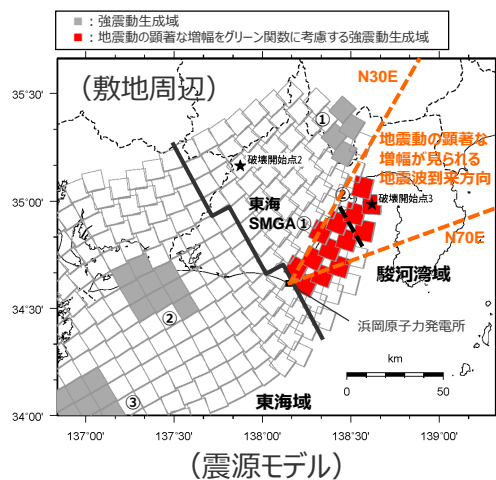 ■：強震動生成域
■：地震動の顕著な増幅をグリーン関数に考慮する強震動生成域
（敷地周辺）
N30E
35°30'
①
地震動の顕著な
増幅が見られる
地震波到来方向
★破壊開始点2
②
★破壊開始点3
35°00'
東海
SMGA①
N70E
駿河湾域
34°30'
②
浜岡原子力発電所
km
0 50
③
東海域
34°00'
137°00' 137°30' 138°00' 138°30' 139°00'
（震源モデル）